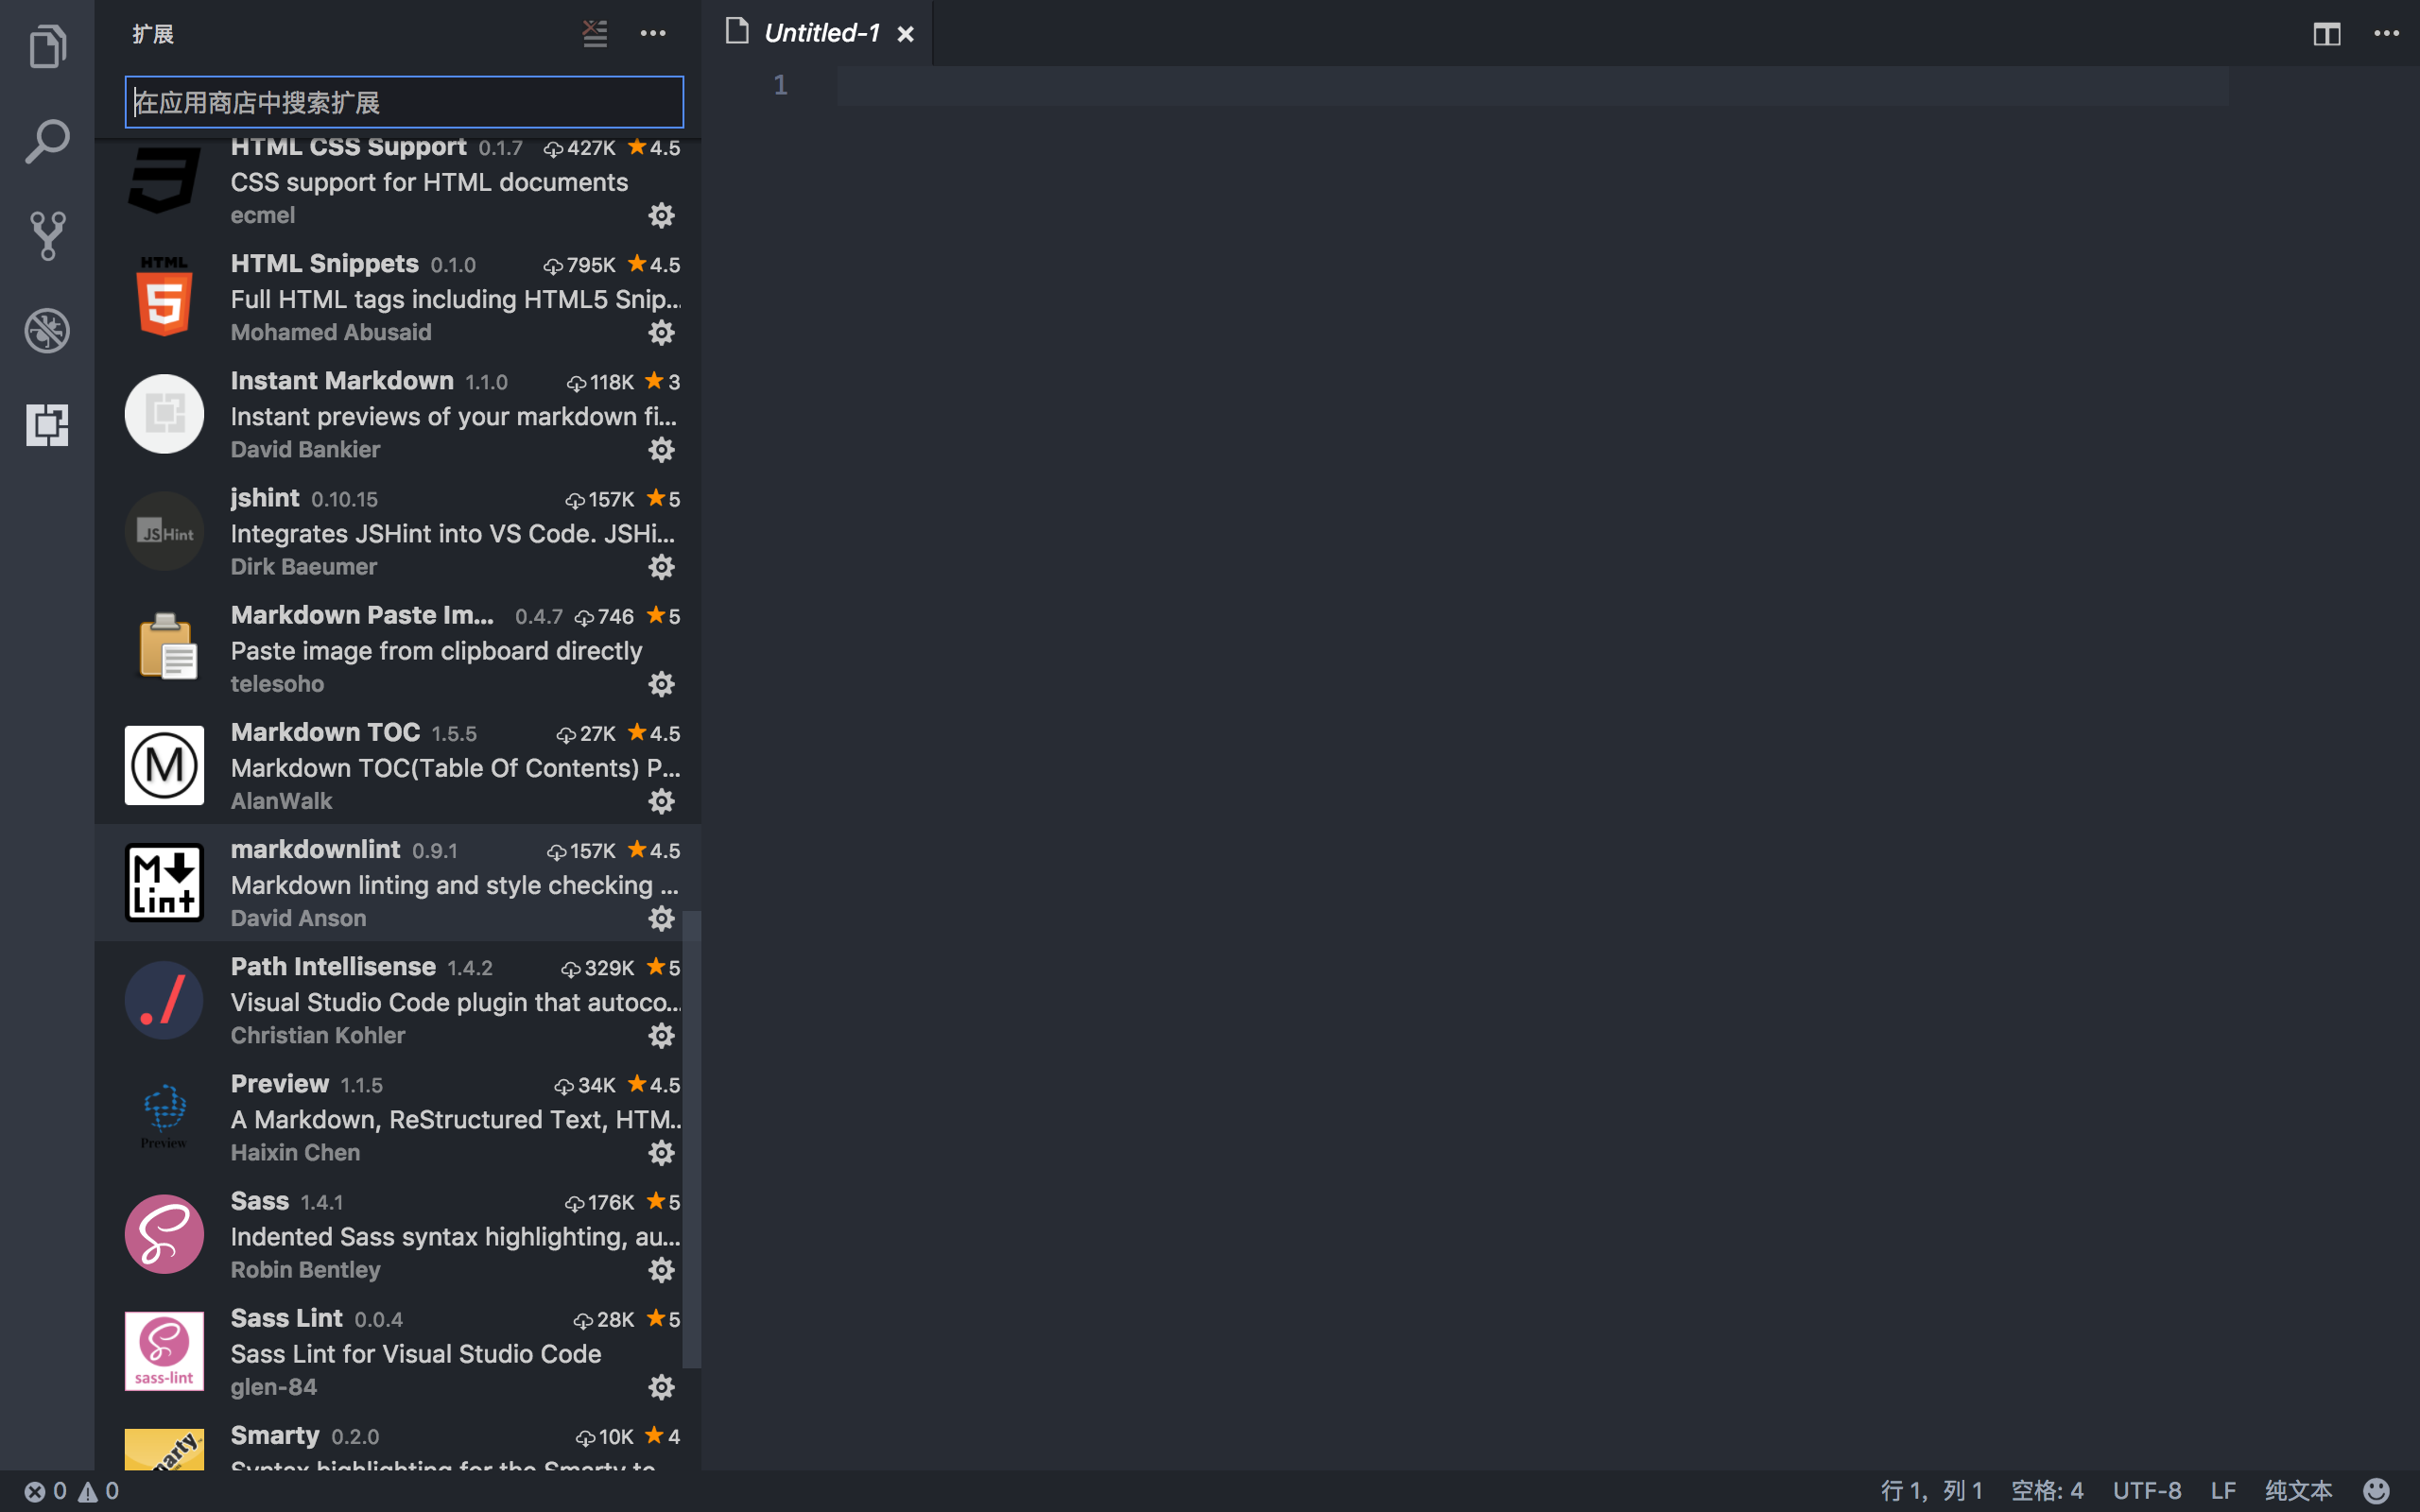 扩展
Untitled-1
1
在应用商店中搜索扩展
HTML CSS Support 0.1.7 427K 4.5
CSS support for HTML documents
ecmel
HTML
HTML Snippets 0.1.0 795K 4.5
Full HTML tags including HTML5 Snip...
Mohamed Abusaid
Instant Markdown 1.1.0 118K 3
Instant previews of your markdown fi...
David Bankier
JSHint
jshint 0.10.15 157K 5
Integrates JSHint into VS Code. JSHi...
Dirk Baeumer
Markdown Paste Im... 0.4.7 746 5
Paste image from clipboard directly
telesoho
M
Markdown TOC 1.5.5 27K 4.5
Markdown TOC(Table Of Contents) P...
AlanWalk
M Lint
markdownlint 0.9.1 157K 4.5
Markdown linting and style checking ...
David Anson
./
Path Intellisense 1.4.2 329K 5
Visual Studio Code plugin that autoco...
Christian Kohler
Preview
Preview 1.1.5 34K 4.5
A Markdown, ReStructured Text, HTM...
Haixin Chen
Sass 1.4.1 176K 5
Indented Sass syntax highlighting, au...
Robin Bentley
sass-lint
Sass Lint 0.0.4 28K 5
Sass Lint for Visual Studio Code
glen-84
Smarty 0.2.0 10K 4
Syntax highlighting for the Smarty te...
0 0
行 1, 列 1 空格: 4 UTF-8 LF 纯文本